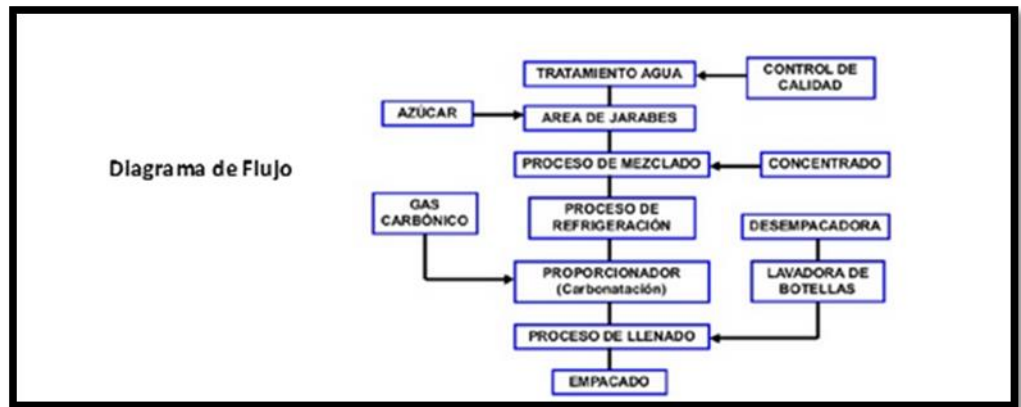 Diagrama de Flujo
TRATAMIENTO AGUA
CONTROL DE
CALIDAD
AZÚCAR
AREA DE JARABES
PROCESO DE MEZCLADO
CONCENTRADO
GAS
CARBÓNICO
PROCESO DE
REFRIGERACIÓN
DESEMPACADORA
PROPORCIONADOR
(Carbonatación)
LAVADORA DE
BOTELLAS
PROCESO DE LLENADO
EMPACADO